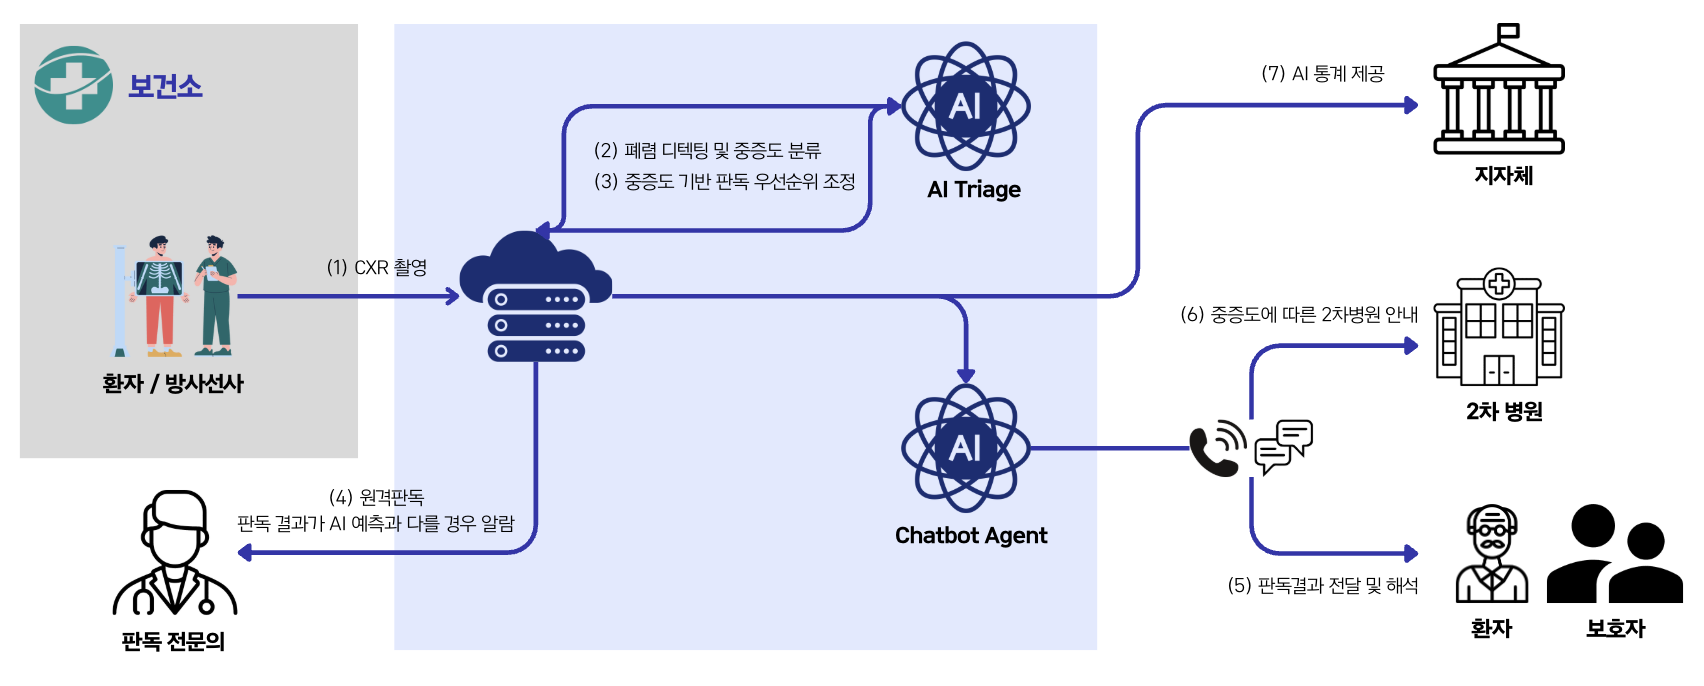 보건소
환자 / 방사선사
(1) CXR 촬영
(2) 폐렴 디텍팅 및 중증도 분류
(3) 중증도 기반 판독 우선순위 조정
AI
AI Triage
(4) 원격판독
판독 결과가 AI 예측과 다를 경우 알람
판독 전문의
AI
Chatbot Agent
(7) AI 통계 제공
지자체
(6) 중증도에 따른 2차병원 안내
2차 병원
(5) 판독결과 전달 및 해석
환자
보호자